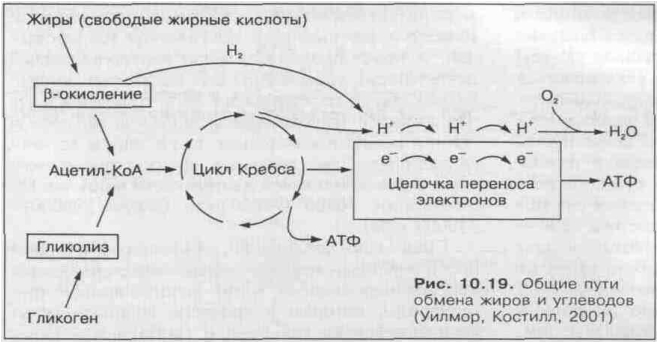 Жиры (свободые жирные кислоты)
H₂
β-окисление
O₂
H⁺ H⁺ H⁺ H₂O
e⁻ e⁻ e⁻
Ацетил-КоА Цикл Кребса
Цепочка переноса
электронов
АТФ
АТФ
Гликолиз
Гликоген
Рис. 10.19. Общие пути
обмена жиров и углеводов
(Уилмор, Костилл, 2001)